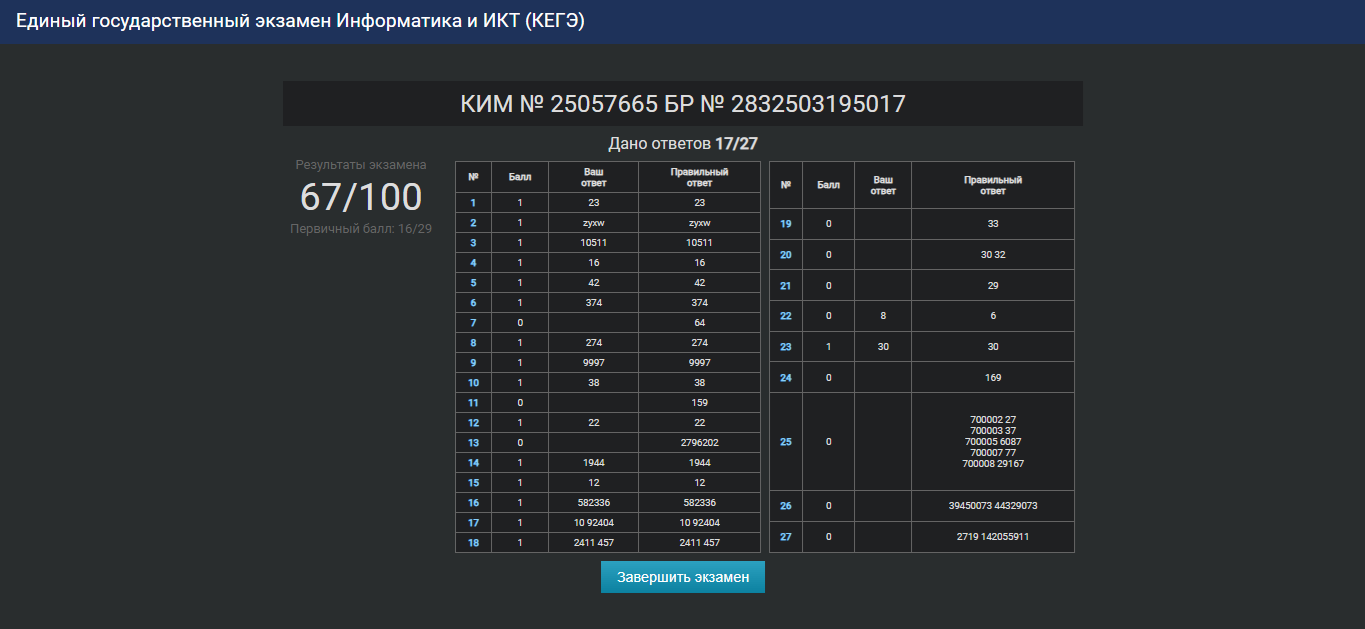 Единый государственный экзамен Информатика и ИКТ (КЕГЭ)
КИМ № 25057665 БР № 2832503195017
Дано ответов 17/27
Результаты экзамена
67/100
Первичный балл: 16/29
№ Балл Ваш ответ Правильный ответ
1 1 23 23
2 1 zyxw zyxw
3 1 10511 10511
4 1 16 16
5 1 42 42
6 1 374 374
7 0 64
8 1 274 274
9 1 9997 9997
10 1 38 38
11 0 159
12 1 22 22
13 0 2796202
14 1 1944 1944
15 1 12 12
16 1 582336 582336
17 1 10 92404 10 92404
18 1 2411 457 2411 457
№ Балл Ваш ответ Правильный ответ
19 0 33
20 0 30 32
21 0 29
22 0 8 6
23 1 30 30
24 0 169
25 0 700002 27
700003 37
700005 6087
700007 77
700008 29167
26 0 39450073 44329073
27 0 2719 142055911
Завершить экзамен